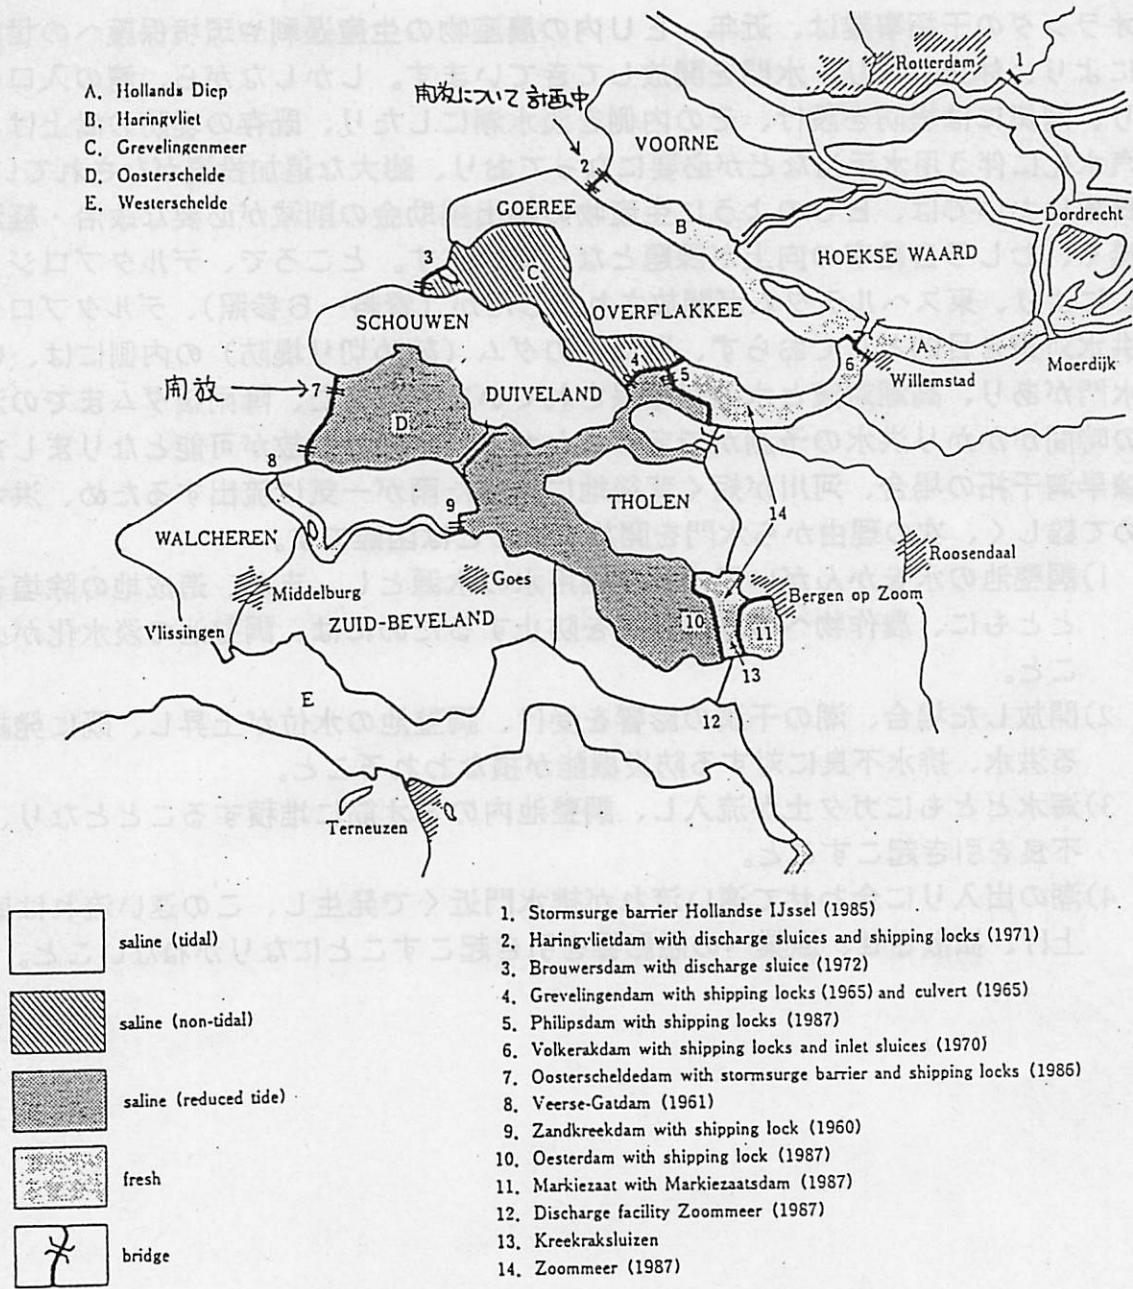 A. Hollands Diep
B. Haringvliet
C. Grevelingenmeer
D. Oosterschelde
E. Westerschelde
開放について計画中
Rotterdam
1
VOORNE
2
GOEREE
B
Dordrecht
HOEKSE WAARD
3
C
OVERFLAKKEE
SCHOUWEN
A
Moerdijk
6
Willemstad
4
5
開放
7
DUIVELAND
D
8
9
THOLEN
14
WALCHEREN
Roosendaal
Middelburg
Goes
Bergen op Zoom
Vlissingen
ZUID-BEVELAND
10
11
13
E
12
Terneuzen
saline (tidal)
saline (non-tidal)
saline (reduced tide)
fresh
bridge
1. Stormsurge barrier Hollandse IJssel (1985)
2. Haringvlietdam with discharge sluices and shipping locks (1971)
3. Brouwersdam with discharge sluice (1972)
4. Grevelingendam with shipping locks (1965) and culvert (1965)
5. Philipsdam with shipping locks (1987)
6. Volkerakdam with shipping locks and inlet sluices (1970)
7. Oosterscheldedam with stormsurge barrier and shipping locks (1986)
8. Veerse-Gatdam (1961)
9. Zandkreekdam with shipping lock (1960)
10. Oesterdam with shipping lock (1987)
11. Markiezaat with Markiezaatsdam (1987)
12. Discharge facility Zoommeer (1987)
13. Kreekraksluizen
14. Zoommeer (1987)